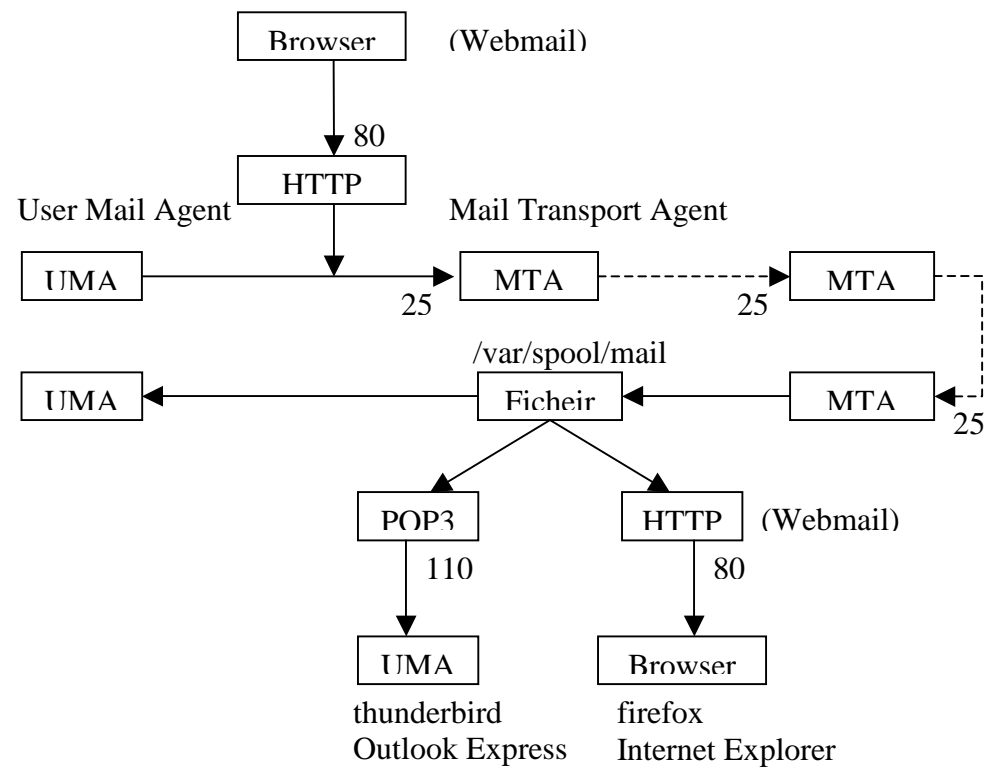 Browser (Webmail)
80
HTTP
User Mail Agent Mail Transport Agent
UMA MTA MTA
25 25
/var/spool/mail
UMA Ficheir MTA
25
POP3 HTTP (Webmail)
110 80
UMA Browser
thunderbird firefox
Outlook Express Internet Explorer